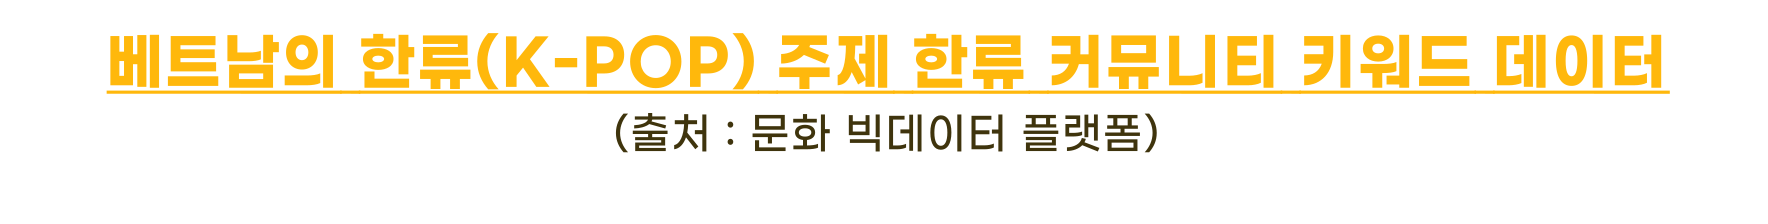 베트남의 한류(K-POP) 주제 한류 커뮤니티 키워드 데이터
(출처 : 문화 빅데이터 플랫폼)